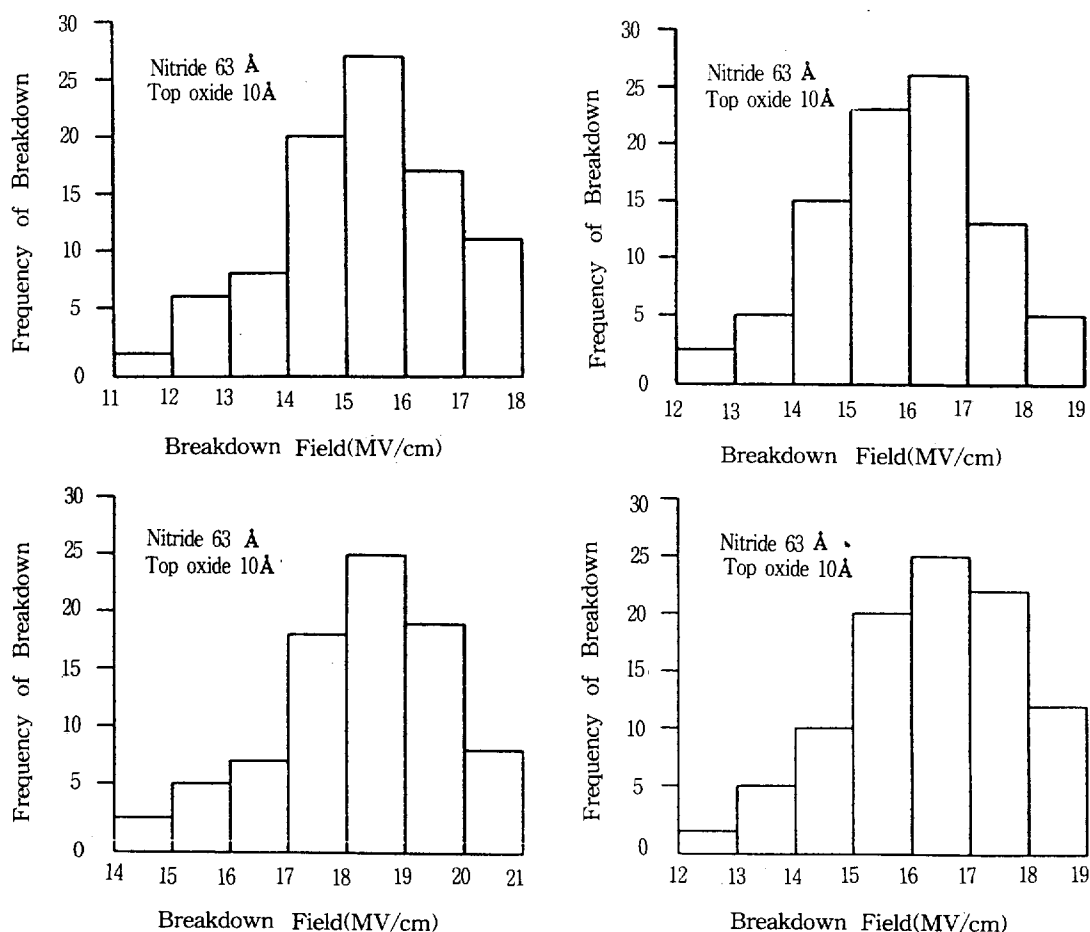 30
25
20
15
10
5
0
Frequency of Breakdown
Nitride 63 Å
Top oxide 10Å
11 12 13 14 15 16 17 18
Breakdown Field(MV/cm)
30
25
20
15
10
5
0
Frequency of Breakdown
Nitride 63 Å
Top oxide 10Å
12 13 14 15 16 17 18 19
Breakdown Field(MV/cm)
30
25
20
15
10
5
0
Frequency of Breakdown
Nitride 63 Å
Top oxide 10Å
14 15 16 17 18 19 20 21
Breakdown Field(MV/cm)
30
25
20
15
10
5
0
Frequency of Breakdown
Nitride 63 Å
Top oxide 10Å
12 13 14 15 16 17 18 19
Breakdown Field(MV/cm)